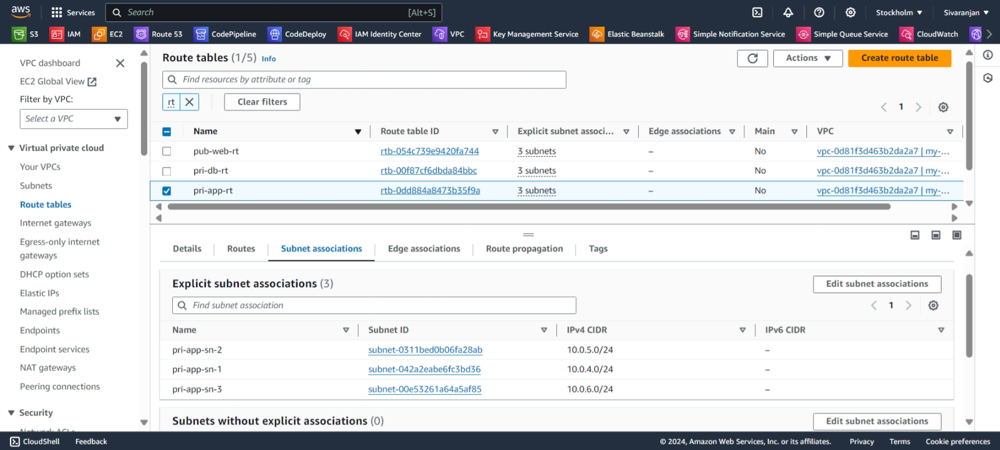 aws
Services
Search
[Alt+S]
Stockholm
Sivaranjan
S3
IAM
EC2
Route 53
CodePipeline
CodeDeploy
IAM Identity Center
VPC
Key Management Service
Elastic Beanstalk
Simple Notification Service
Simple Queue Service
CloudWatch
VPC dashboard
EC2 Global View
Filter by VPC:
Select a VPC
Virtual private cloud
Your VPCs
Subnets
Route tables
Internet gateways
Egress-only internet
gateways
DHCP option sets
Elastic IPs
Managed prefix lists
Endpoints
Endpoint services
NAT gateways
Peering connections
Security
Network ACLs
Route tables (1/5) Info
Actions
Create route table
Find resources by attribute or tag
rt
Clear filters
1
Name Route table ID Explicit subnet associ... Edge associations Main VPC
pub-web-rt rtb-054c739e9420fa744 3 subnets – No vpc-0d81f3d463b2da2a7 | my-...
pri-db-rt rtb-00f87cf6dbda84bbc 3 subnets – No vpc-0d81f3d463b2da2a7 | my-...
pri-app-rt rtb-0dd884a8473b35f9a 3 subnets – No vpc-0d81f3d463b2da2a7 | my-...
Details Routes Subnet associations Edge associations Route propagation Tags
Explicit subnet associations (3)
Edit subnet associations
Find subnet association
1
Name Subnet ID IPv4 CIDR IPv6 CIDR
pri-app-sn-2 subnet-0311bed0b06fa28ab 10.0.5.0/24 –
pri-app-sn-1 subnet-042a2eabe6fc3bd36 10.0.4.0/24 –
pri-app-sn-3 subnet-00e53261a64a5af85 10.0.6.0/24 –
Subnets without explicit associations (0)
Edit subnet associations
CloudShell
Feedback
© 2024, Amazon Web Services, Inc. or its affiliates.
Privacy
Terms
Cookie preferences